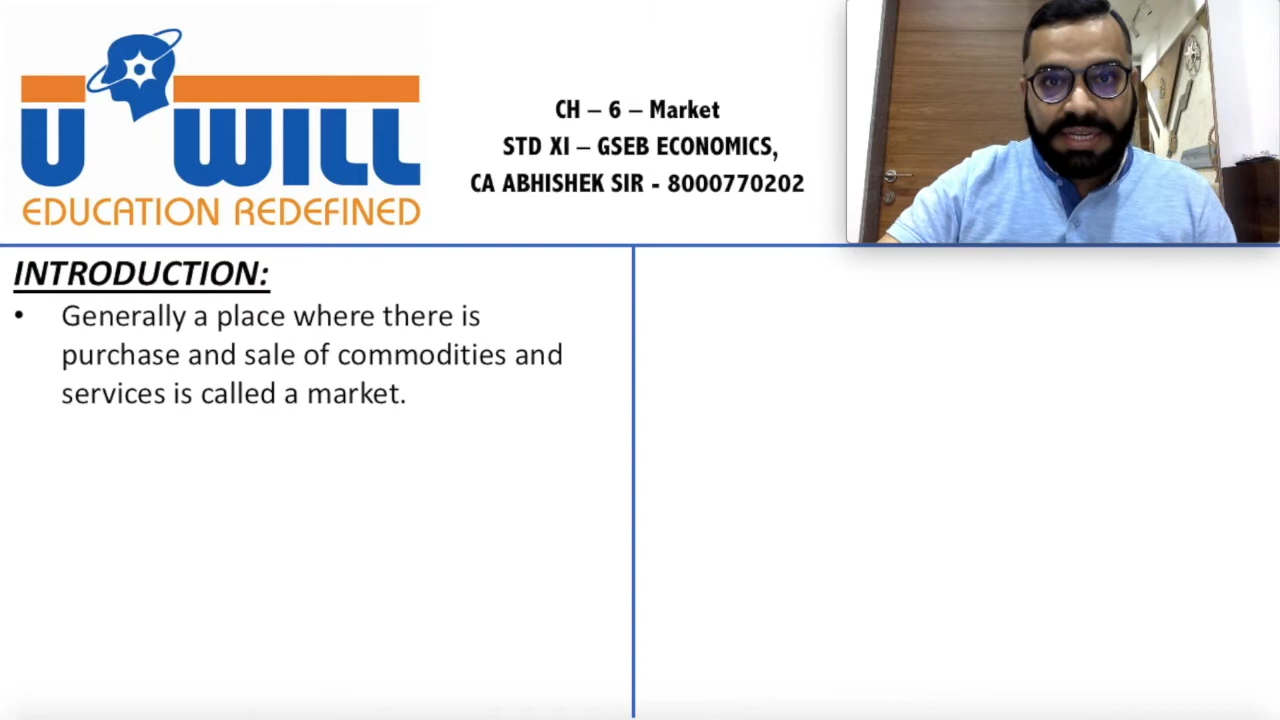 U WILL
EDUCATION REDEFINED
CH – 6 – Market
STD XI – GSEB ECONOMICS,
CA ABHISHEK SIR - 8000770202
INTRODUCTION:
• Generally a place where there is
purchase and sale of commodities and
services is called a market.